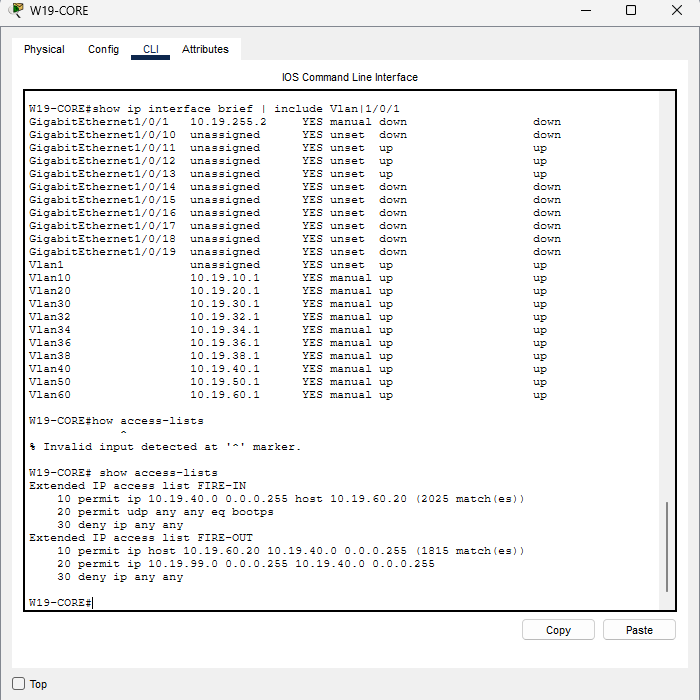 W19-CORE
Physical Config CLI Attributes
IOS Command Line Interface
W19-CORE#show ip interface brief | include Vlan|1/0/1
GigabitEthernet1/0/1 10.19.255.2 YES manual down down
GigabitEthernet1/0/10 unassigned YES unset down down
GigabitEthernet1/0/11 unassigned YES unset up up
GigabitEthernet1/0/12 unassigned YES unset up up
GigabitEthernet1/0/13 unassigned YES unset up up
GigabitEthernet1/0/14 unassigned YES unset down down
GigabitEthernet1/0/15 unassigned YES unset down down
GigabitEthernet1/0/16 unassigned YES unset down down
GigabitEthernet1/0/17 unassigned YES unset down down
GigabitEthernet1/0/18 unassigned YES unset down down
GigabitEthernet1/0/19 unassigned YES unset down down
Vlan1 unassigned YES unset up up
Vlan10 10.19.10.1 YES manual up up
Vlan20 10.19.20.1 YES manual up up
Vlan30 10.19.30.1 YES manual up up
Vlan32 10.19.32.1 YES manual up up
Vlan34 10.19.34.1 YES manual up up
Vlan36 10.19.36.1 YES manual up up
Vlan38 10.19.38.1 YES manual up up
Vlan40 10.19.40.1 YES manual up up
Vlan50 10.19.50.1 YES manual up up
Vlan60 10.19.60.1 YES manual up up
W19-CORE#how access-lists
^
% Invalid input detected at '^' marker.
W19-CORE# show access-lists
Extended IP access list FIRE-IN
10 permit ip 10.19.40.0 0.0.0.255 host 10.19.60.20 (2025 match(es))
20 permit udp any any eq bootps
30 deny ip any any
Extended IP access list FIRE-OUT
10 permit ip host 10.19.60.20 10.19.40.0 0.0.0.255 (1815 match(es))
20 permit ip 10.19.99.0 0.0.0.255 10.19.40.0 0.0.0.255
30 deny ip any any
W19-CORE#
Copy Paste
Top